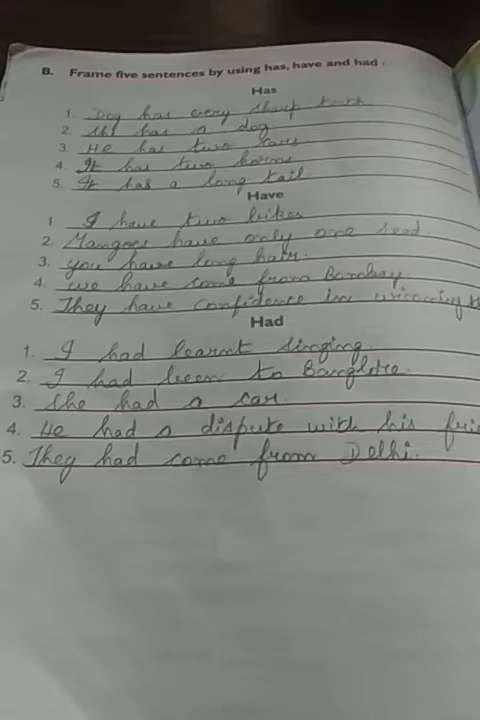 B. Frame five sentences by using has, have and had :
Has
1. Dog has very sharp teeth
2. She has a dog
3. He has two cars
4. It has two horns
5. It has a long tail.
Have
1. I have two bikes
2. Mangoes have only one seed.
3. you have long hair.
4. we have come from Bombay.
5. They have confidence in winning
Had
1. I had learnt singing.
2. I had been to Banglore.
3. She had a car.
4. He had a dispute with his
5. They had come from Delhi.